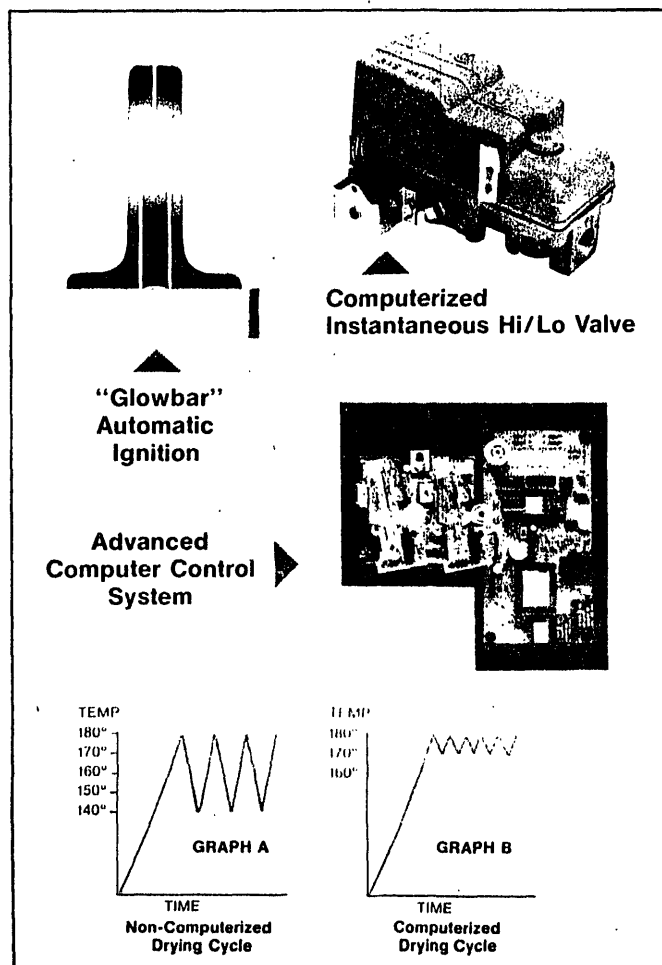 Computerized
Instantaneous Hi/Lo Valve
"Glowbar"
Automatic
Ignition
Advanced
Computer Control
System
TEMP
180°
170°
160°
150°
140°
GRAPH A
TIME
Non-Computerized
Drying Cycle
TEMP
180°
170°
160°
GRAPH B
TIME
Computerized
Drying Cycle